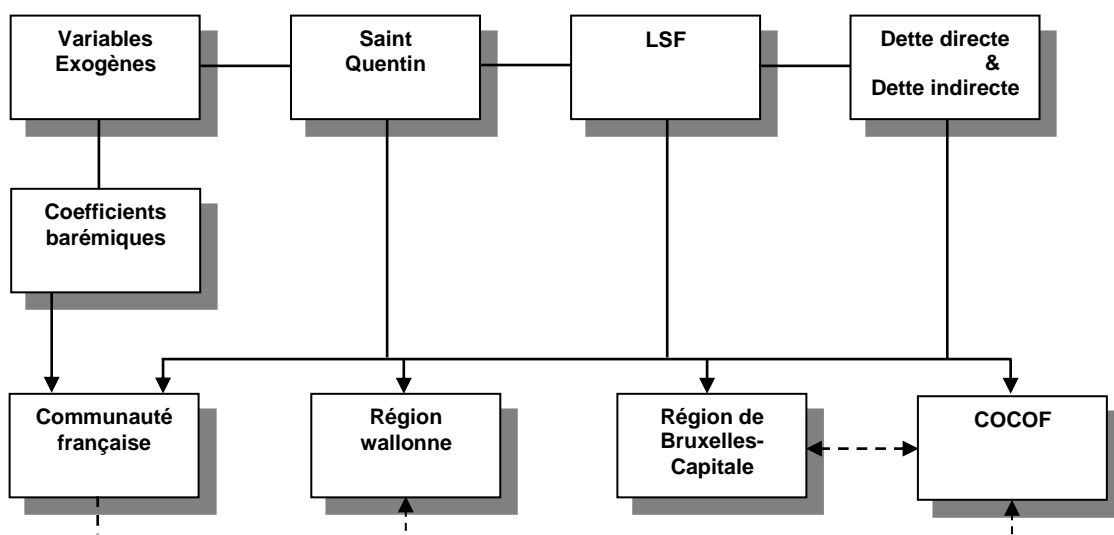 Variables
Exogènes
Saint
Quentin
LSF
Dette directe
&
Dette indirecte
Coefficients
barémiques
Communauté
française
Région
wallonne
Région de
Bruxelles-
Capitale
COCOF